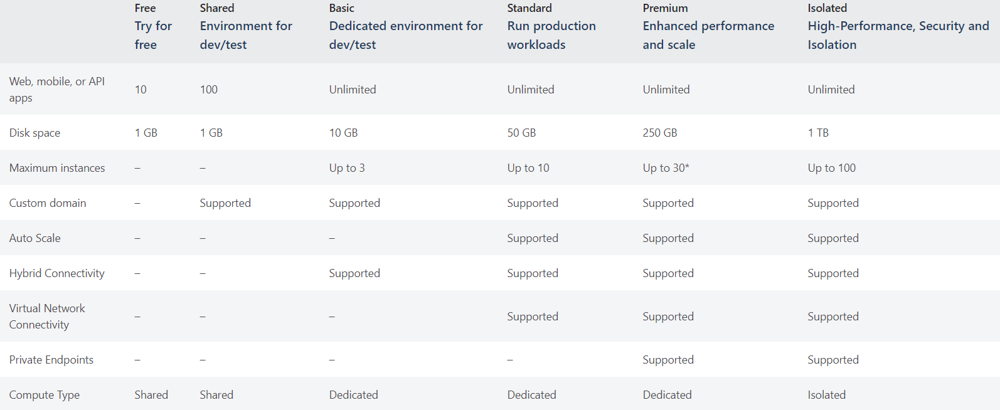 Free Shared Basic Standard Premium Isolated
Try for Environment for Dedicated environment for Run production Enhanced performance High-Performance, Security and
free dev/test dev/test workloads and scale Isolation
Web, mobile, or API
apps 10 100 Unlimited Unlimited Unlimited Unlimited
Disk space 1 GB 1 GB 10 GB 50 GB 250 GB 1 TB
Maximum instances – – Up to 3 Up to 10 Up to 30* Up to 100
Custom domain – Supported Supported Supported Supported Supported
Auto Scale – – – Supported Supported Supported
Hybrid Connectivity – – Supported Supported Supported Supported
Virtual Network
Connectivity – – – Supported Supported Supported
Private Endpoints – – – – Supported Supported
Compute Type Shared Shared Dedicated Dedicated Dedicated Isolated